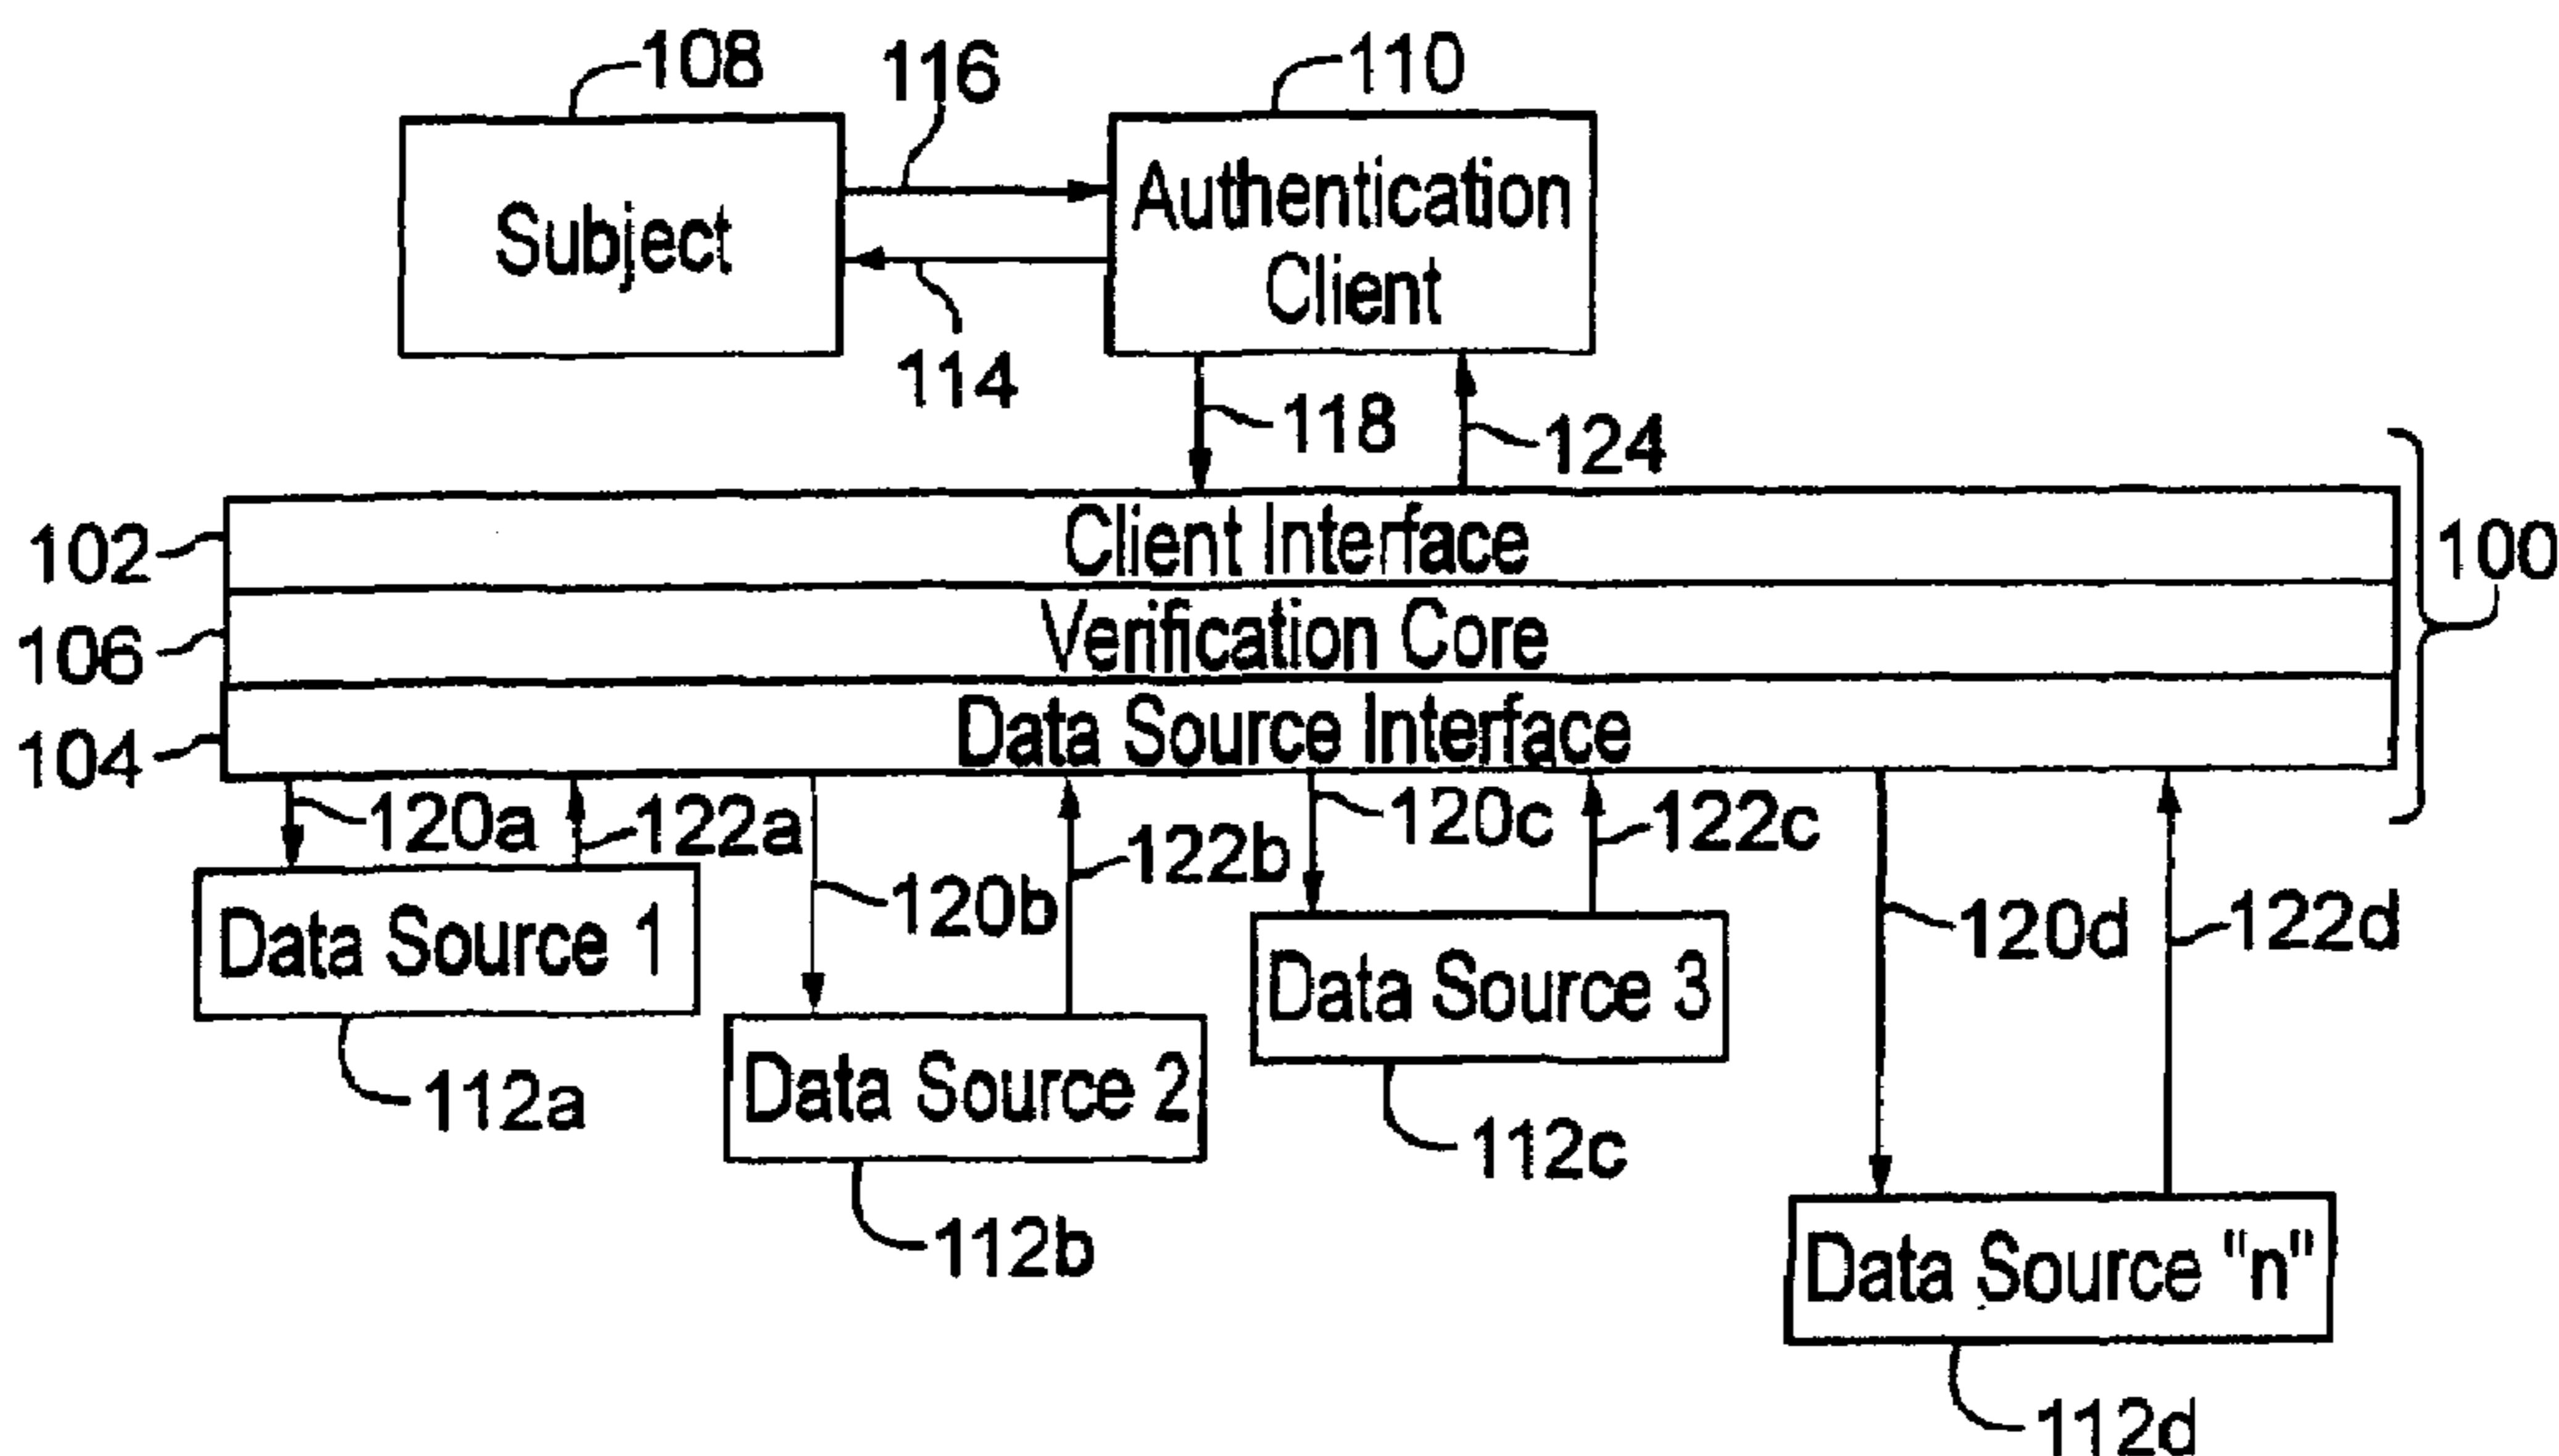 108
116
110
Subject
Authentication
Client
114
118
124
102
Client Interface
100
106
Verification Core
104
Data Source Interface
120a
122a
120b
122b
120c
122c
120d
122d
Data Source 1
Data Source 3
112a
Data Source 2
112c
112b
Data Source "n"
112d